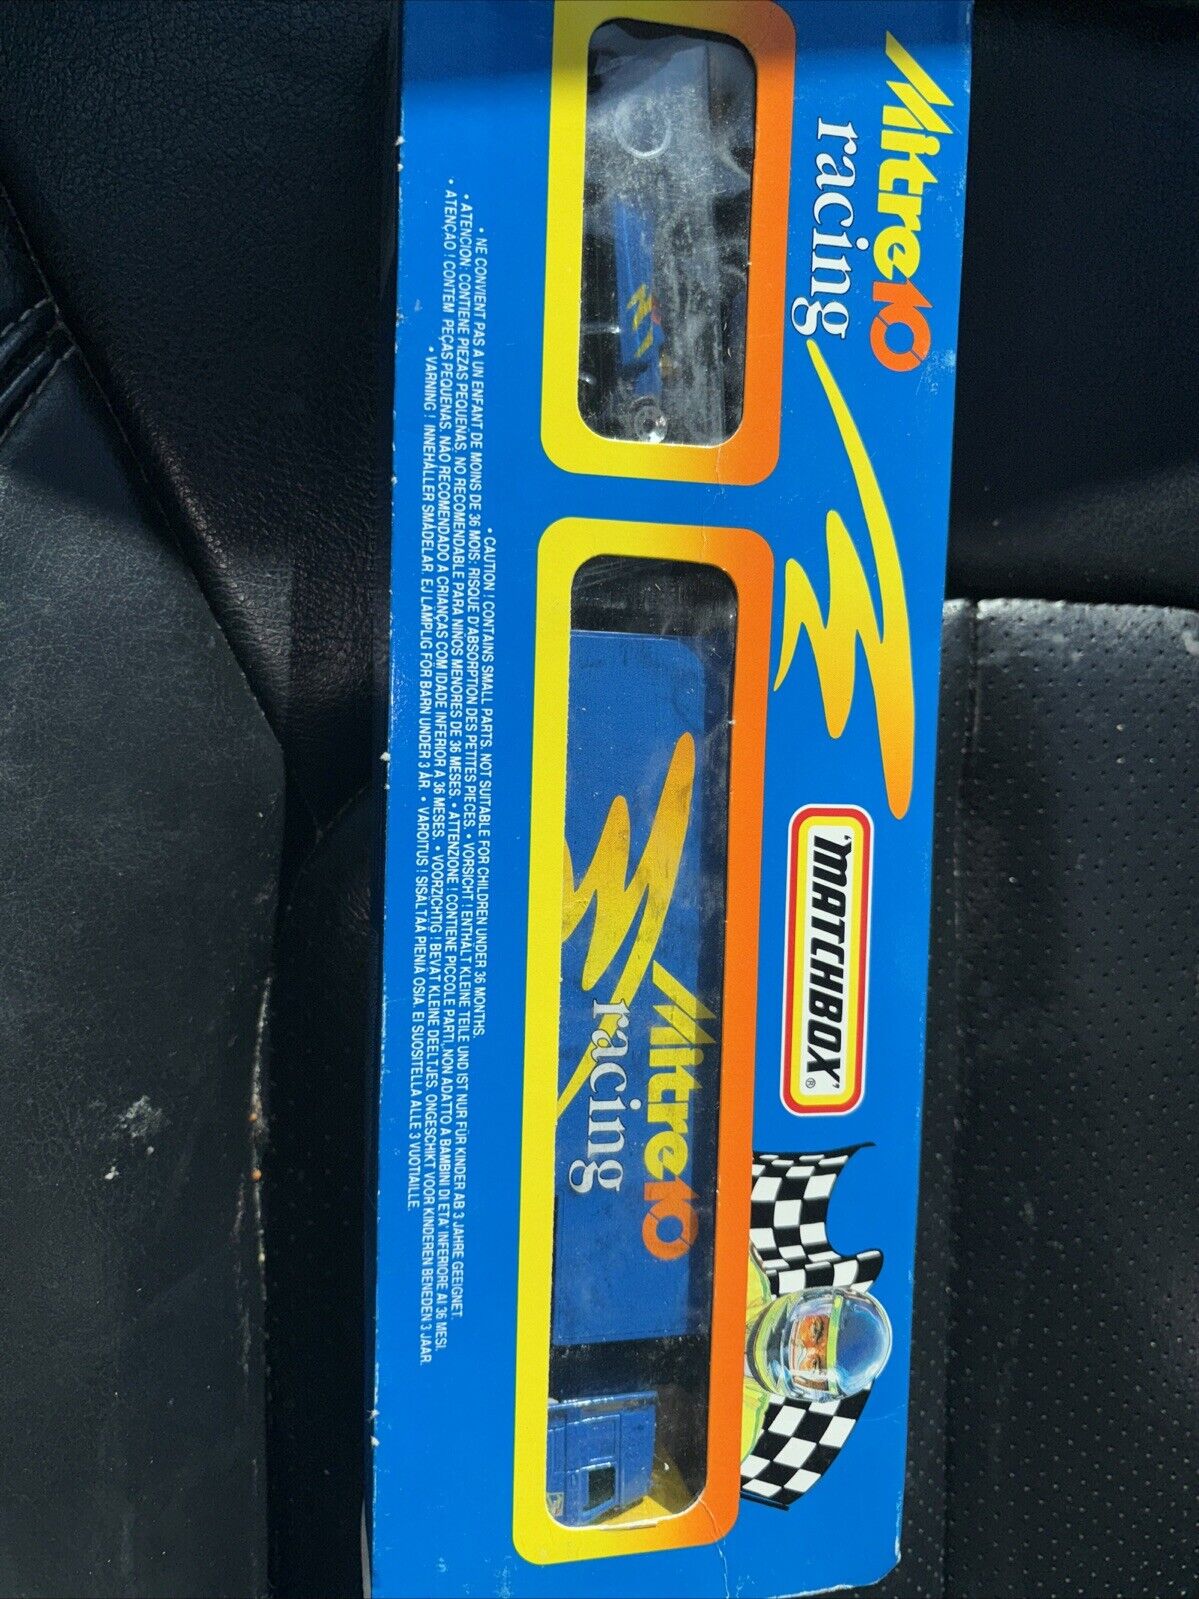 Mitre10
racing
'MATCHBOX'®
Mitre10
racing
• CAUTION ! CONTAINS SMALL PARTS. NOT SUITABLE FOR CHILDREN UNDER 36 MONTHS.
• NE CONVIENT PAS A UN ENFANT DE MOINS DE 36 MOIS: RISQUE D'ABSORPTION DES PETITES PIECES. • VORSICHT ! ENTHALT KLEINE TEILE UND IST NUR FÜR KINDER AB 3 JAHRE GEEIGNET.
• ATENCION: CONTIENE PIEZAS PEQUENAS. NO RECOMENDABLE PARA NINOS MENORES DE 36 MESES. • ATTENZIONE ! CONTIENE PICCOLE PARTI, NON ADATTO A BAMBINI DI ETA' INFERIORE AI 36 MESI.
• ATENÇAO ! CONTEM PEÇAS PEQUENAS. NÃO RECOMENDADO A CRIANÇAS COM IDADE INFERIOR A 36 MESES. • VOORZICHTIG ! BEVAT KLEINE DEELTJES. ONGESCHIKT VOOR KINDEREN BENEDEN 3 JAAR.
• VARNING ! INNEHÅLLER SMÅDELAR. EJ LÄMPLIG FÖR BARN UNDER 3 ÅR. • VAROITUS ! SISÄLTÄÄ PIENIÄ OSIA. EI SUOSITELLA ALLE 3 VUOTIAILLE.